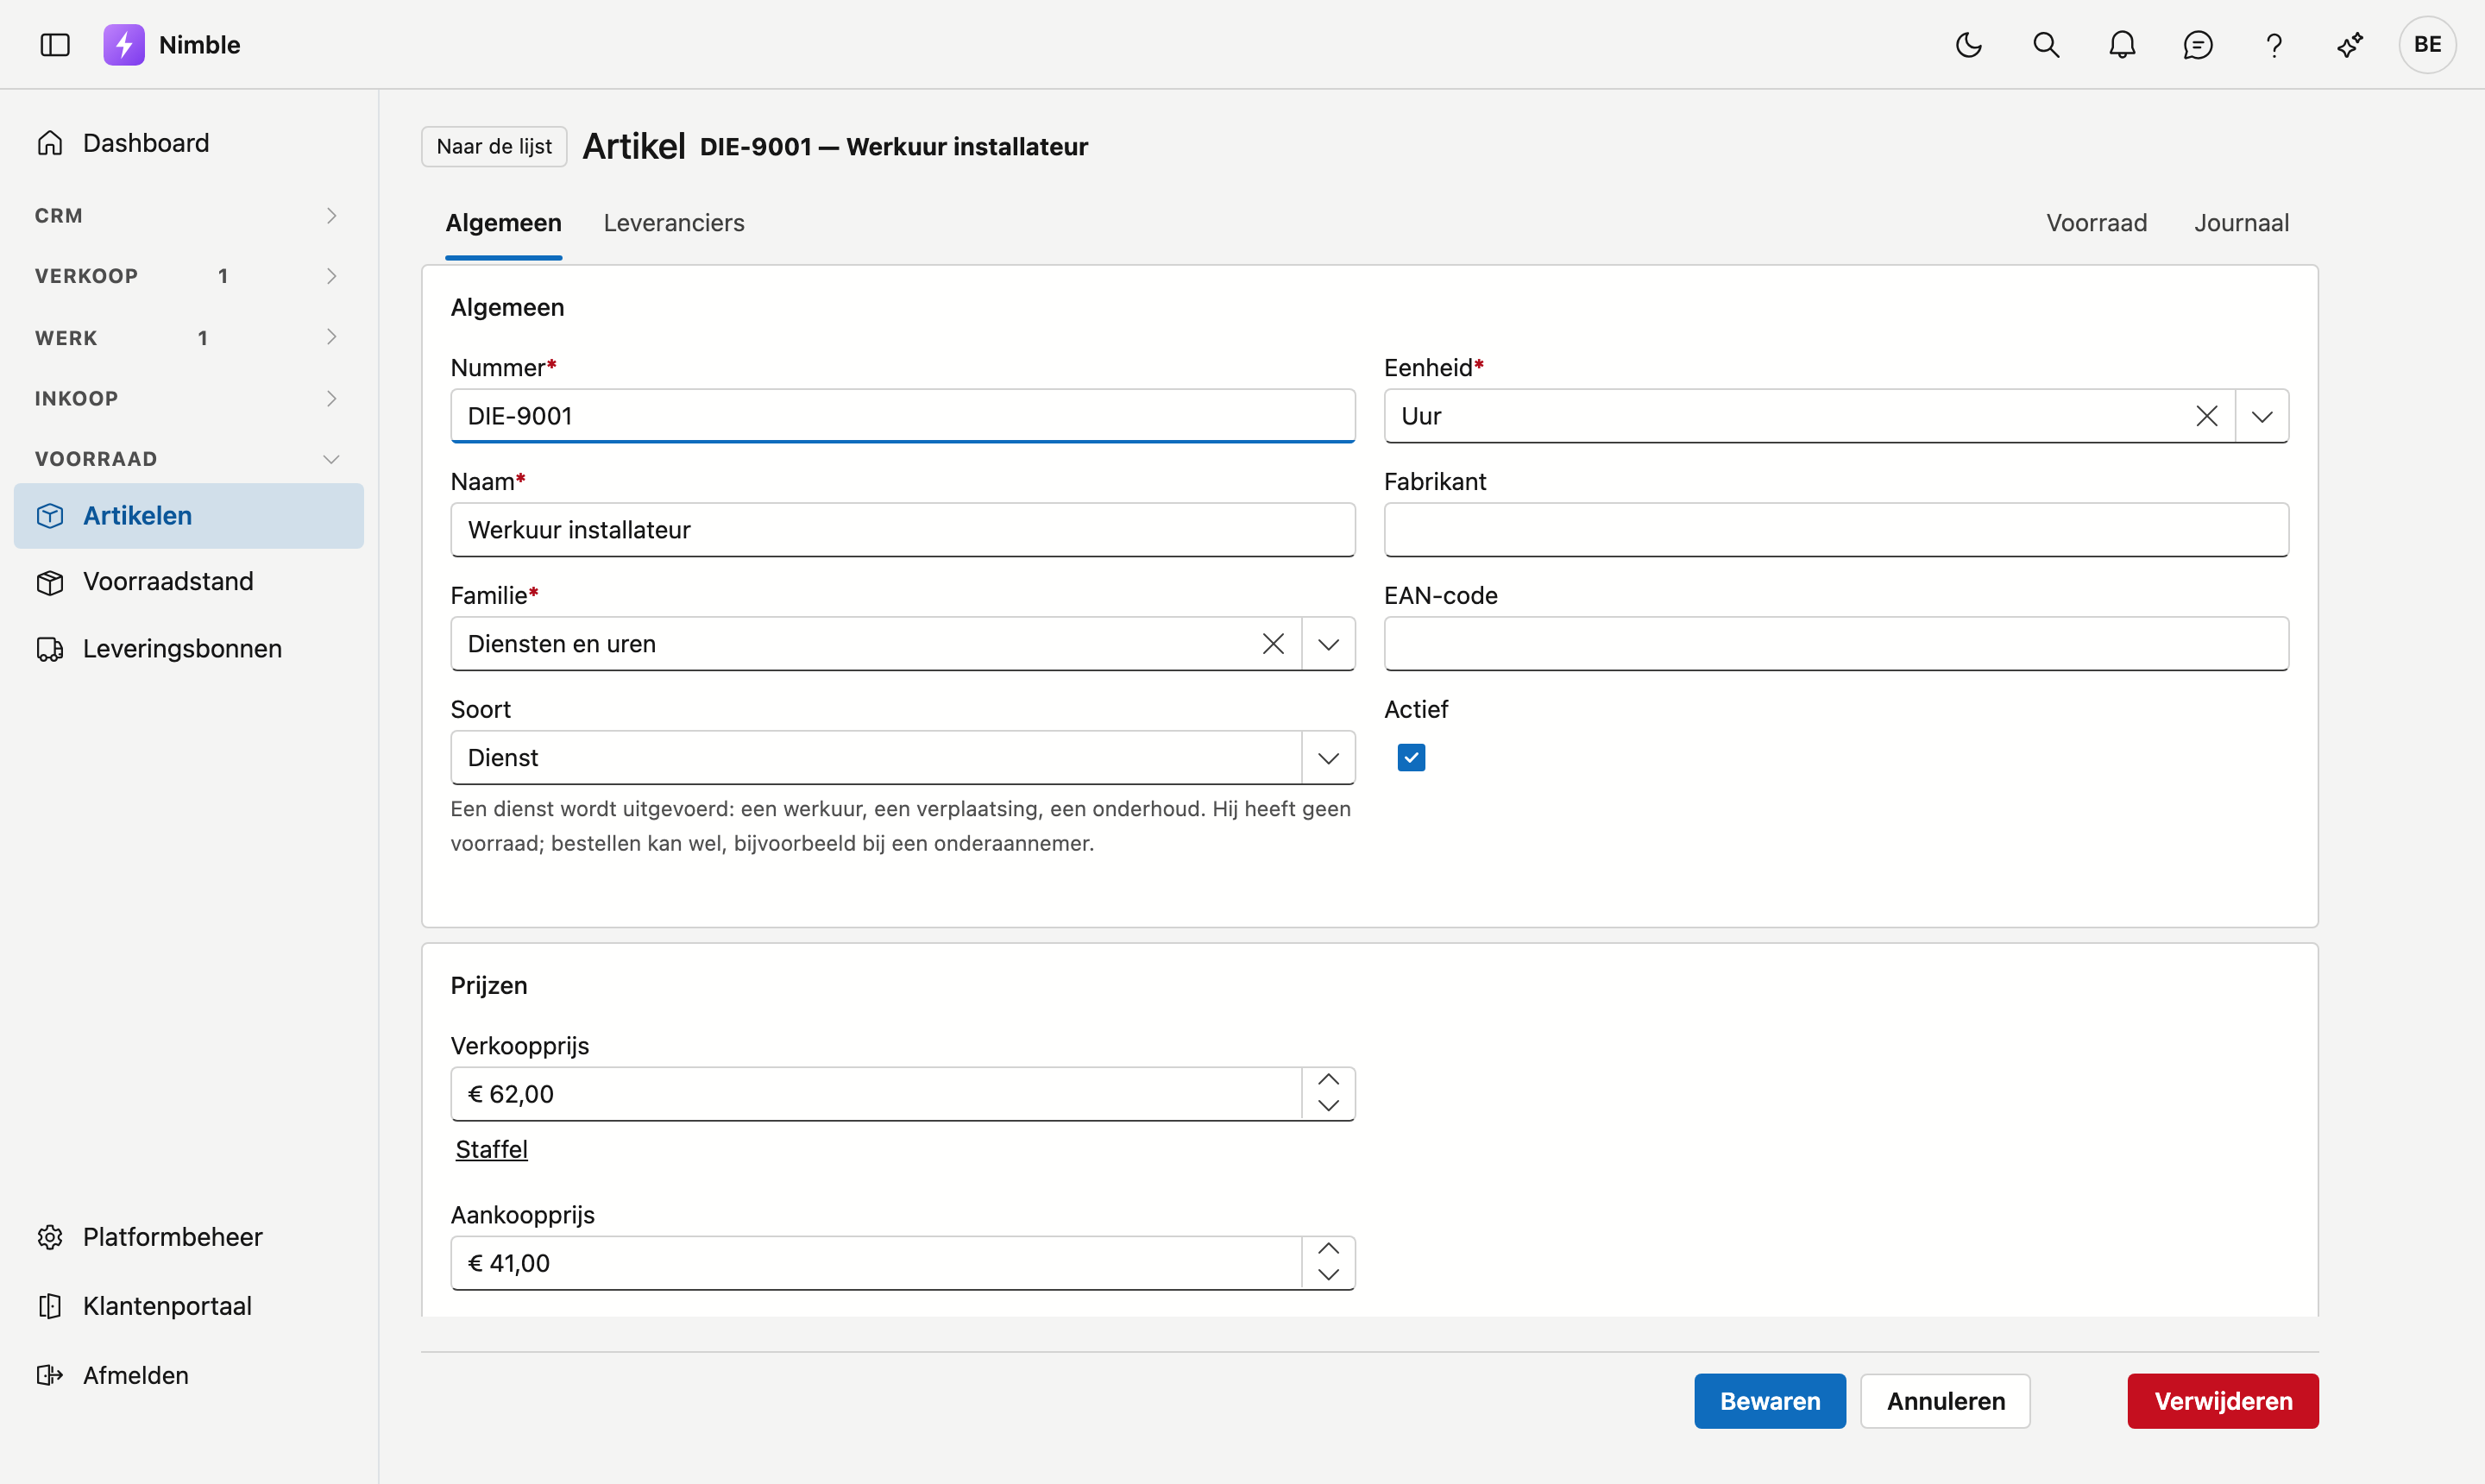 Nimble
BE
Dashboard
CRM
VERKOOP 1
WERK 1
INKOOP
VOORRAAD
Artikelen
Voorraadstand
Leveringsbonnen
Platformbeheer
Klantenportaal
Afmelden
Naar de lijst Artikel DIE-9001 — Werkuur installateur
Algemeen Leveranciers Voorraad Journaal
Algemeen
Nummer*
DIE-9001
Eenheid*
Uur
Naam*
Werkuur installateur
Fabrikant
Familie*
Diensten en uren
EAN-code
Soort
Dienst
Een dienst wordt uitgevoerd: een werkuur, een verplaatsing, een onderhoud. Hij heeft geen
voorraad; bestellen kan wel, bijvoorbeeld bij een onderaannemer.
Actief
Prijzen
Verkoopprijs
€ 62,00
Staffel
Aankoopprijs
€ 41,00
Bewaren Annuleren Verwijderen